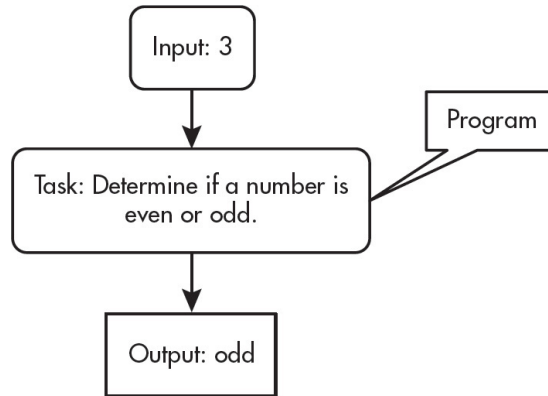 Input: 3
Program
Task: Determine if a number is
even or odd.
Output: odd